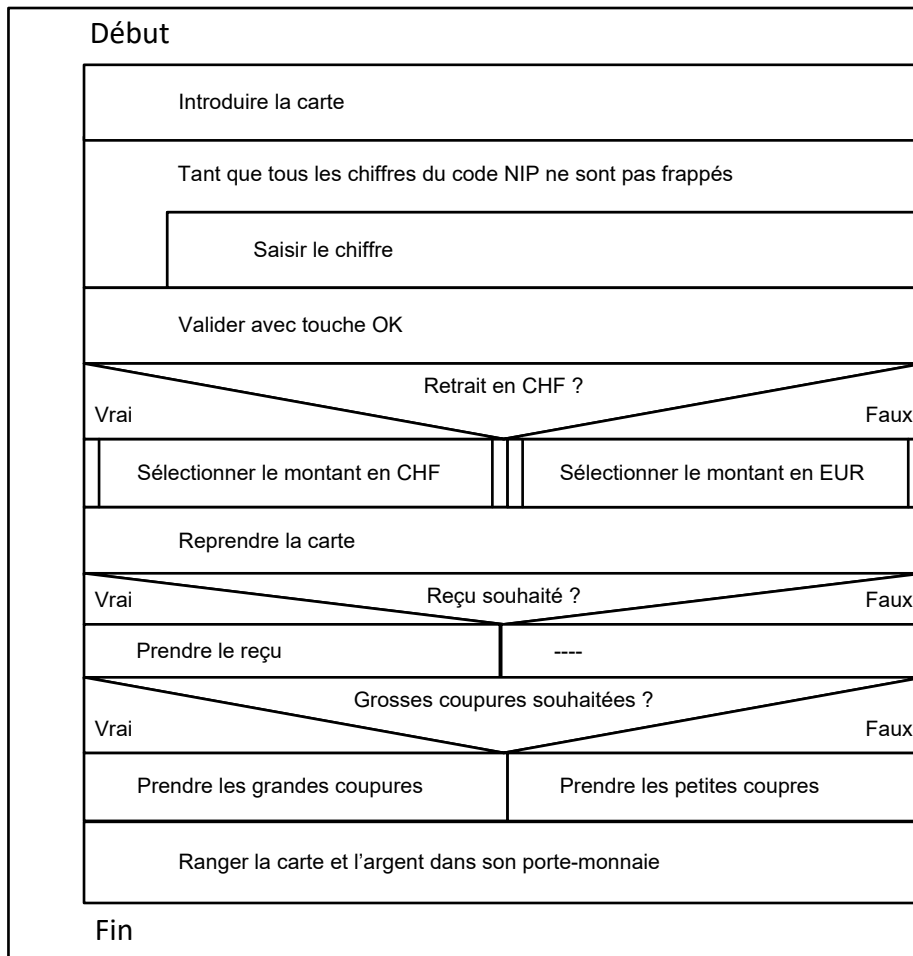 Début
Introduire la carte
Tant que tous les chiffres du code NIP ne sont pas frappés
Saisir le chiffre
Valider avec touche OK
Retrait en CHF ?
Vrai
Faux
Sélectionner le montant en CHF
Sélectionner le montant en EUR
Reprendre la carte
Reçu souhaité ?
Vrai
Faux
Prendre le reçu
----
Grosses coupures souhaitées ?
Vrai
Faux
Prendre les grandes coupures
Prendre les petites coupres
Ranger la carte et l’argent dans son porte-monnaie
Fin